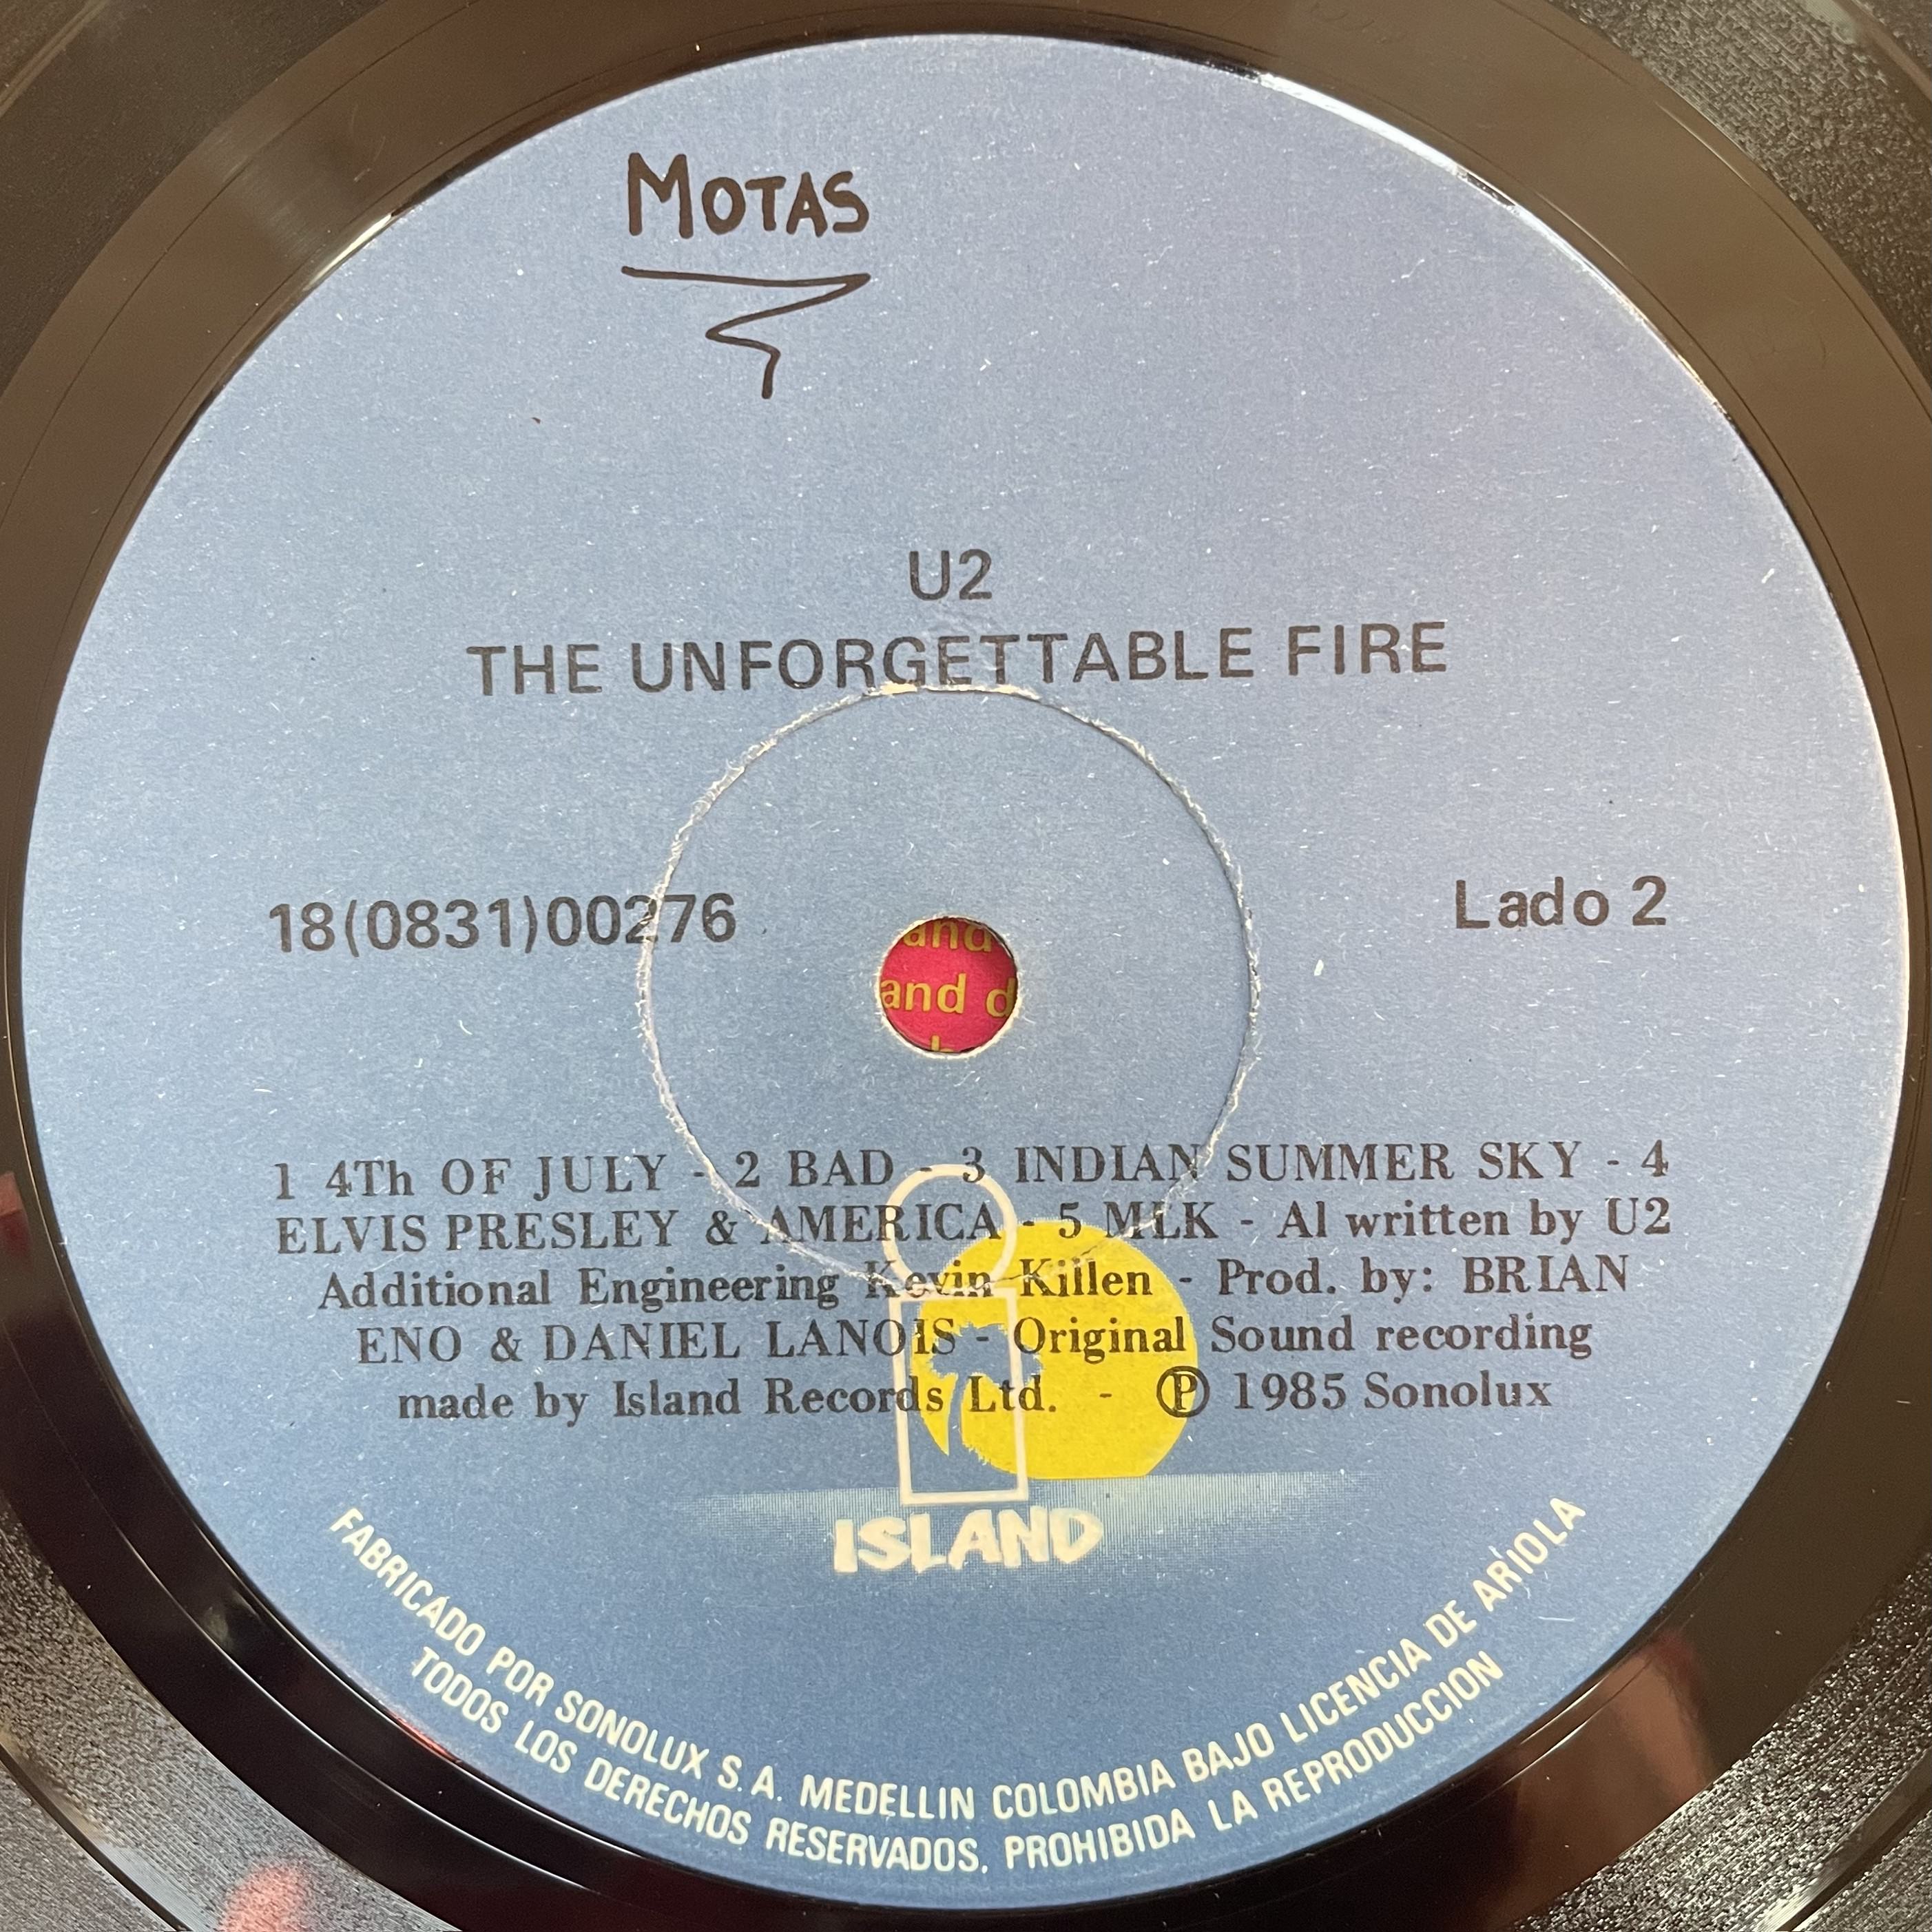 MOTAS
U2
THE UNFORGETTABLE FIRE
18(0831)00276
Lado 2
and
and d
1 4Th OF JULY - 2 BAD - 3 INDIAN SUMMER SKY - 4
ELVIS PRESLEY & AMERICA - 5 MLK - Al written by U2
Additional Engineering Kevin Killen - Prod. by: BRIAN
ENO & DANIEL LANOIS - Original Sound recording
made by Island Records Ltd. - Ⓟ 1985 Sonolux
ISLAND
FABRICADO POR SONOLUX S.A. MEDELLIN COLOMBIA BAJO LICENCIA DE ARIOLA
TODOS LOS DERECHOS RESERVADOS. PROHIBIDA LA REPRODUCCION